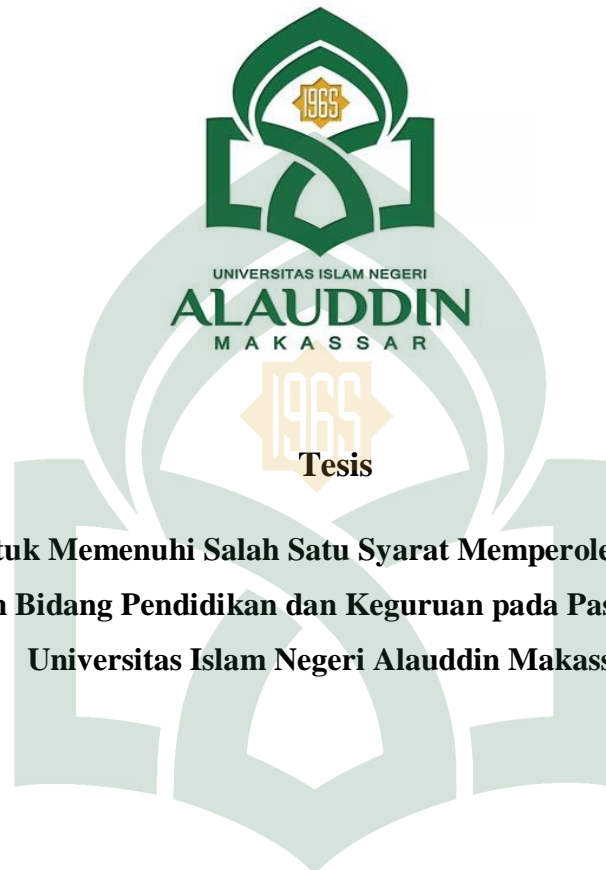 1965
UNIVERSITAS ISLAM NEGERI
ALAUDDIN
MAKASSAR
1965
Tesis
tuk Memenuhi Salah Satu Syarat Memperole
n Bidang Pendidikan dan Keguruan pada Pas
Universitas Islam Negeri Alauddin Makass